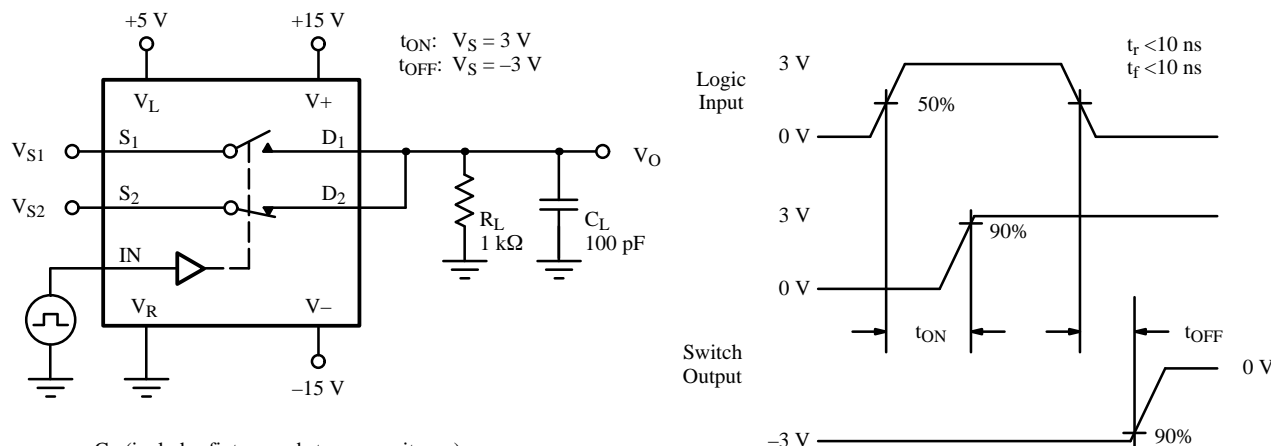 +5 V
+15 V
tON: VS = 3 V
tOFF: VS = –3 V
VL
V+
VS1
S1
D1
VO
VS2
S2
D2
RL
1 kΩ
CL
100 pF
IN
VR
V–
–15 V
Logic
Input
3 V
0 V
50%
tr <10 ns
tf <10 ns
3 V
0 V
90%
tON
tOFF
Switch
Output
0 V
–3 V
90%